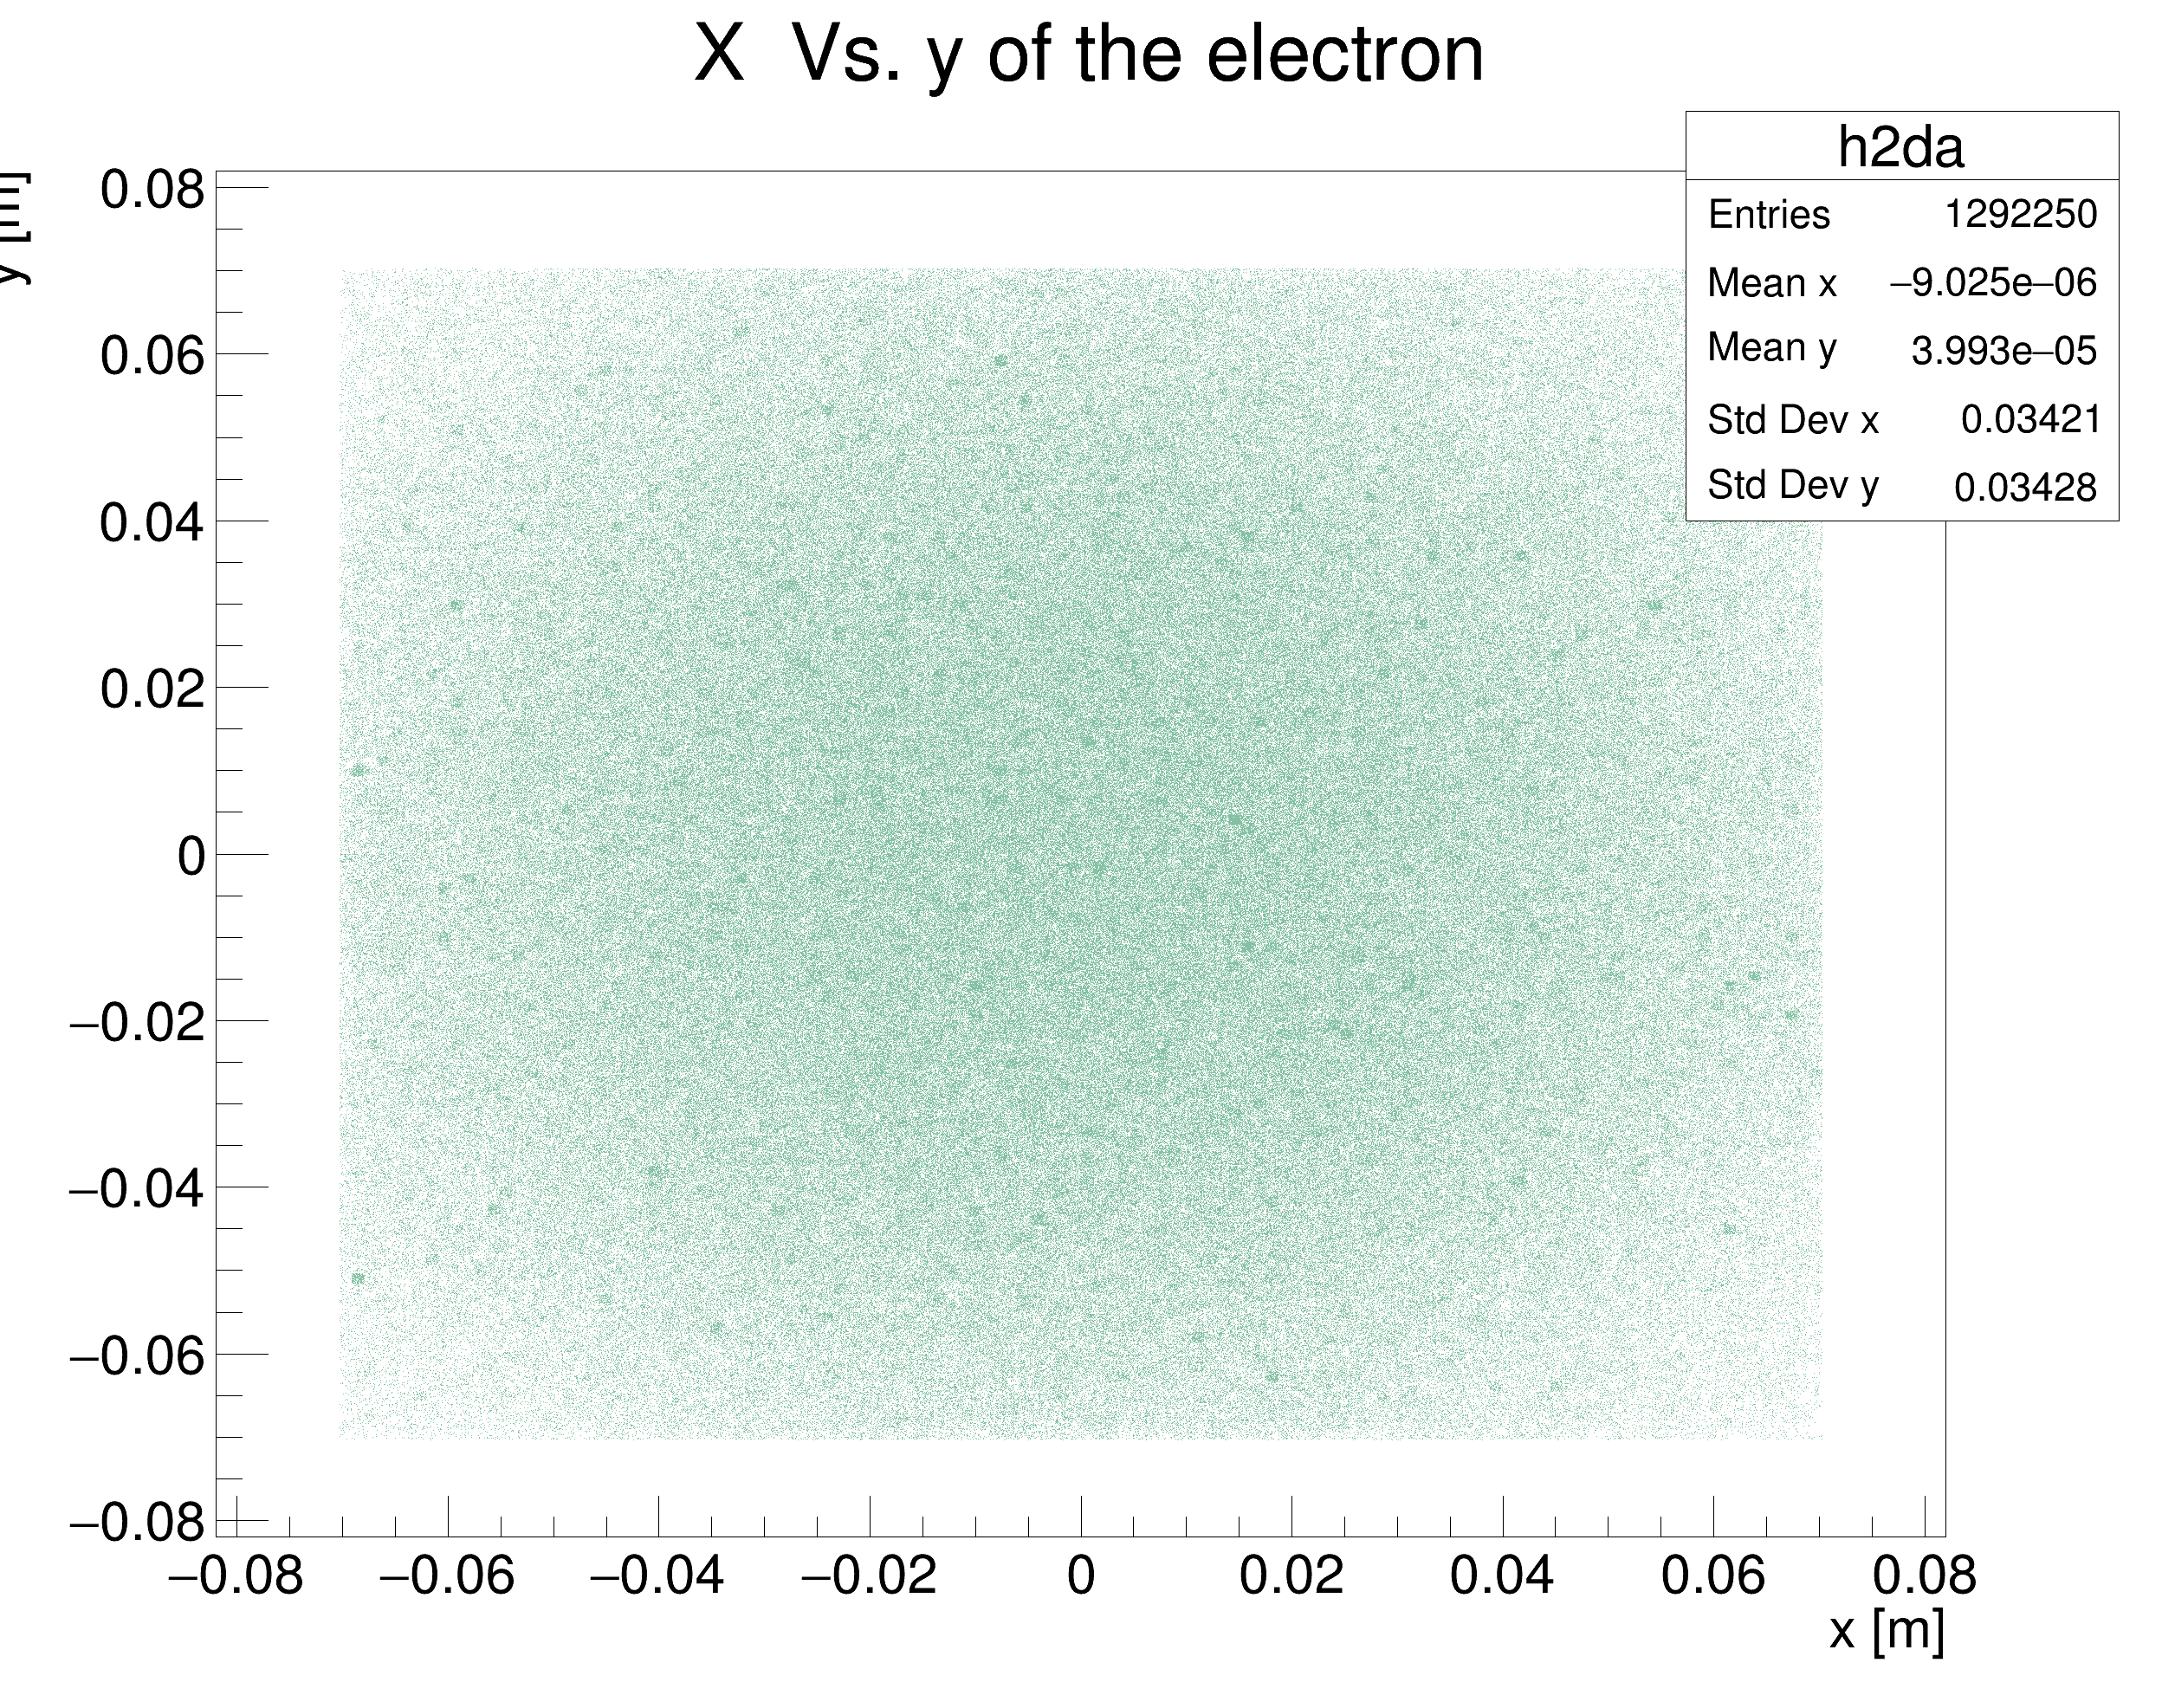 X Vs. y of the electron
h2da
Entries 1292250
Mean x −9.025e−06
Mean y 3.993e−05
Std Dev x 0.03421
Std Dev y 0.03428
y [m]
0.08
0.06
0.04
0.02
0
−0.02
−0.04
−0.06
−0.08
−0.08 −0.06 −0.04 −0.02 0 0.02 0.04 0.06 0.08
x [m]